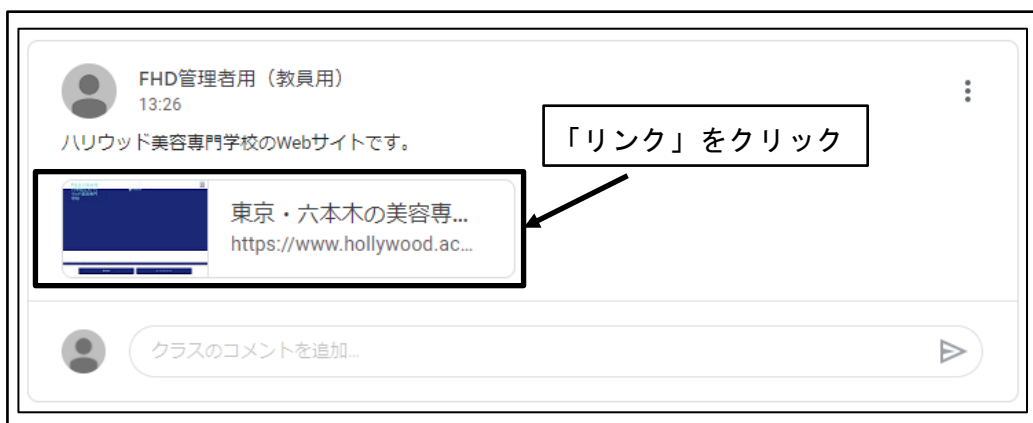 FHD管理者用（教員用）
13:26
ハリウッド美容専門学校のWebサイトです。
「リンク」をクリック
東京・六本木の美容専...
https://www.hollywood.ac...
クラスのコメントを追加...